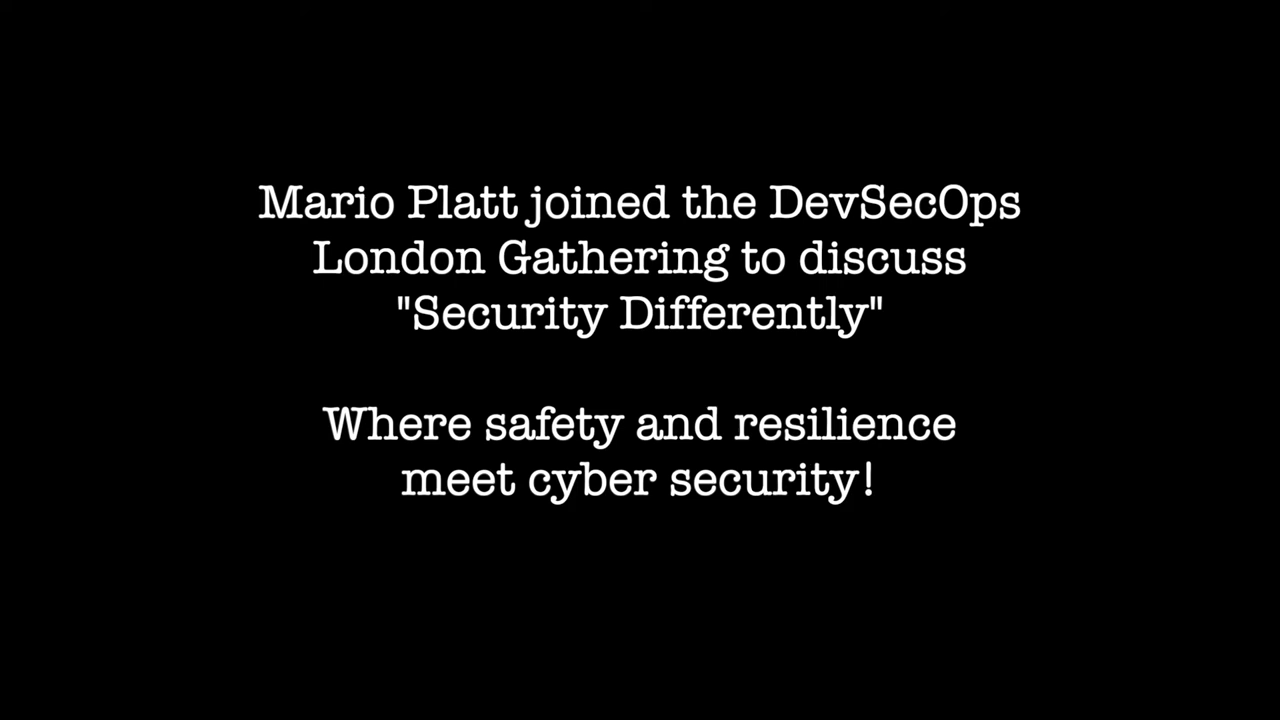 Mario Platt joined the DevSecOps
London Gathering to discuss
"Security Differently"
Where safety and resilience
meet cyber security!